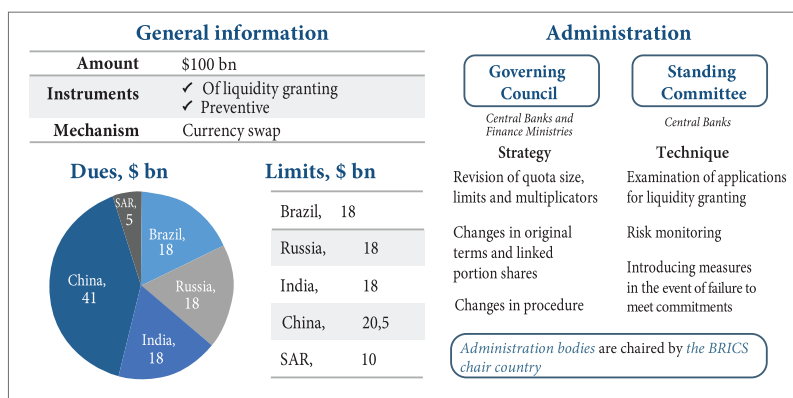 General information
Amount $100 bn
Instruments ✓ Of liquidity granting
✓ Preventive
Mechanism Currency swap
Dues, $ bn
SAR,
5
Brazil,
18
China,
41
Russia,
18
India,
18
Limits, $ bn
Brazil, 18
Russia, 18
India, 18
China, 20,5
SAR, 10
Administration
Governing
Council
Central Banks and
Finance Ministries
Strategy
Revision of quota size,
limits and multiplicators
Changes in original
terms and linked
portion shares
Changes in procedure
Standing
Committee
Central Banks
Technique
Examination of applications
for liquidity granting
Risk monitoring
Introducing measures
in the event of failure to
meet commitments
Administration bodies are chaired by the BRICS
chair country